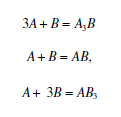 3A + B = A₃B
A + B = AB,
A + 3B = AB₃